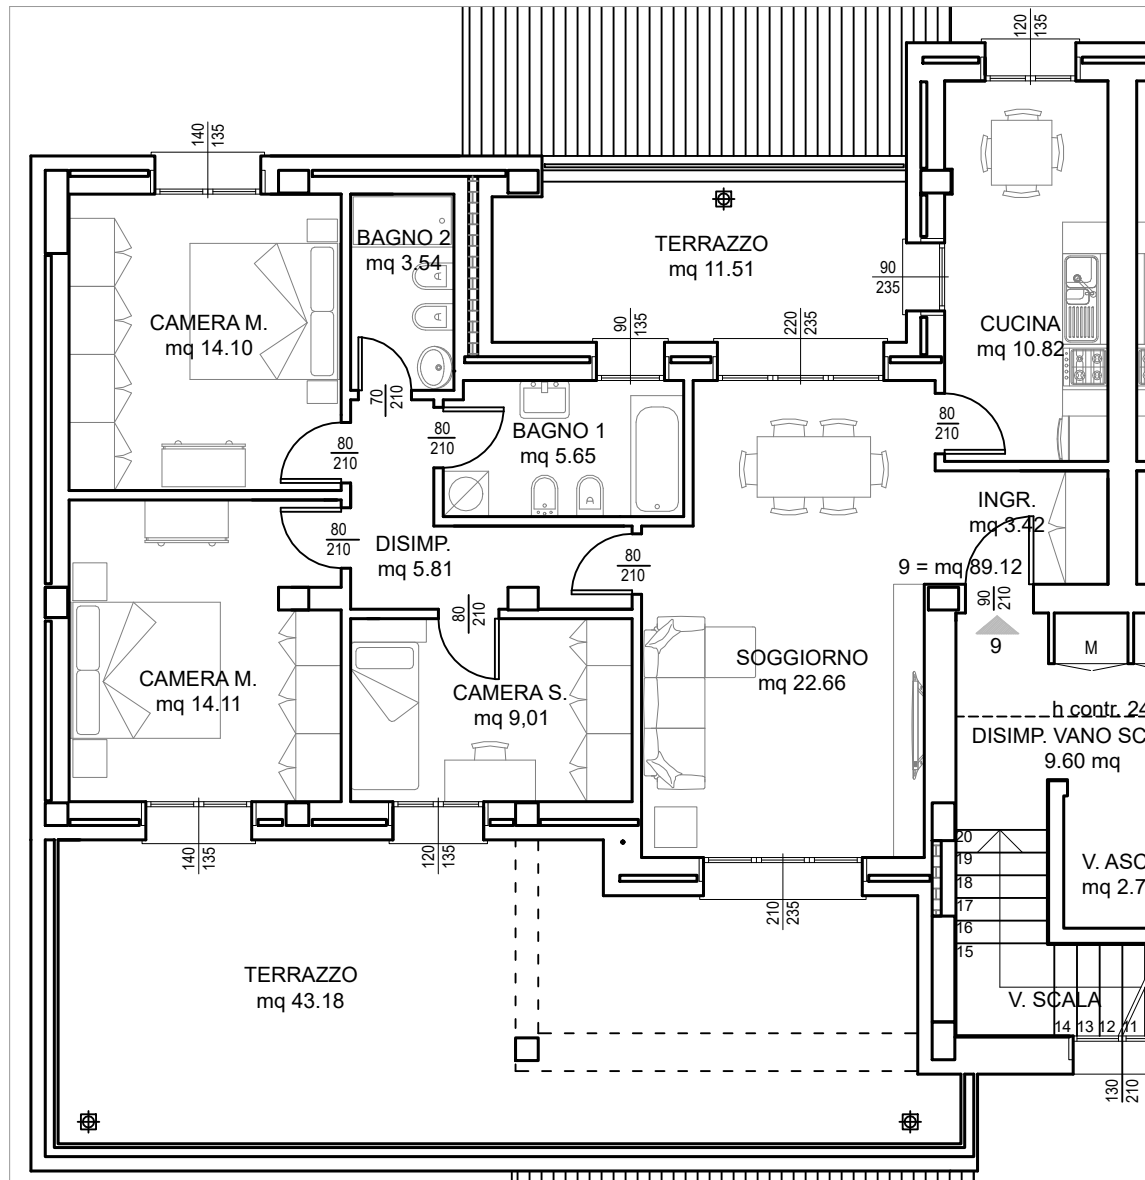 120
135
140
135
BAGNO 2
mq 3.54
TERRAZZO
mq 11.51
90
235
CAMERA M.
mq 14.10
90
135
220
235
CUCINA
mq 10.82
70
210
80
210
80
210
BAGNO 1
mq 5.65
80
210
INGR.
mq 3.42
80
210
DISIMP.
mq 5.81
80
210
9 = mq 89.12
80
210
90
210
9
M
CAMERA M.
mq 14.11
CAMERA S.
mq 9,01
SOGGIORNO
mq 22.66
h contr. 24
DISIMP. VANO SC
9.60 mq
20
19
18
17
16
15
V. ASC
mq 2.7
140
135
120
135
210
235
TERRAZZO
mq 43.18
V. SCALA
14 13 12 11
130
210